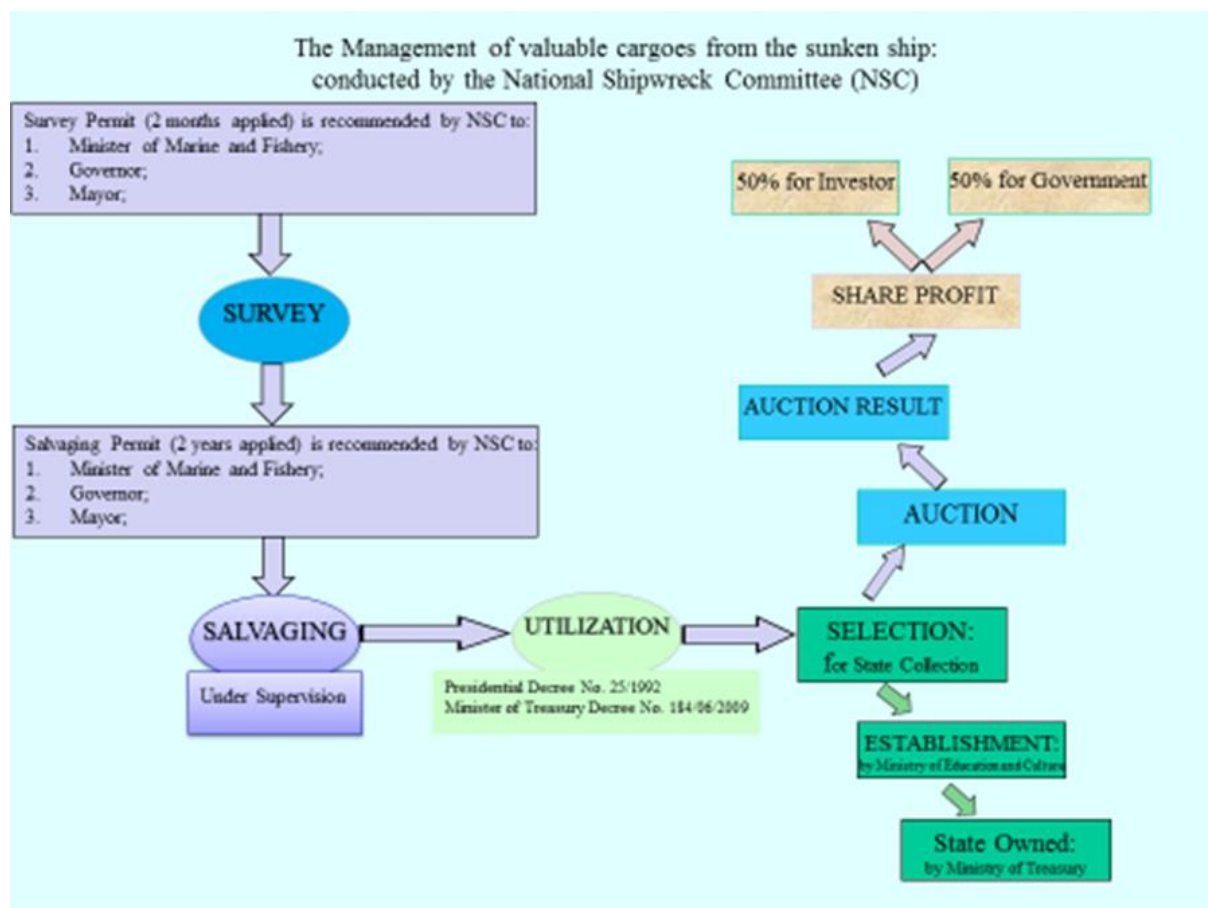 The Management of valuable cargoes from the sunken ship:
conducted by the National Shipwreck Committee (NSC)
Survey Permit (2 months applied) is recommended by NSC to:
1. Minister of Marine and Fishery;
2. Governor;
3. Mayor;
SURVEY
Salvaging Permit (2 years applied) is recommended by NSC to:
1. Minister of Marine and Fishery;
2. Governor;
3. Mayor;
SALVAGING
Under Supervision
UTILIZATION
Presidential Decree No. 25/1992
Minister of Treasury Decree No. 184/06/2009
SELECTION:
for State Collection
AUCTION
AUCTION RESULT
SHARE PROFIT
50% for Investor
50% for Government
ESTABLISHMENT:
by Ministry of Education and Culture
State Owned:
by Ministry of Treasury